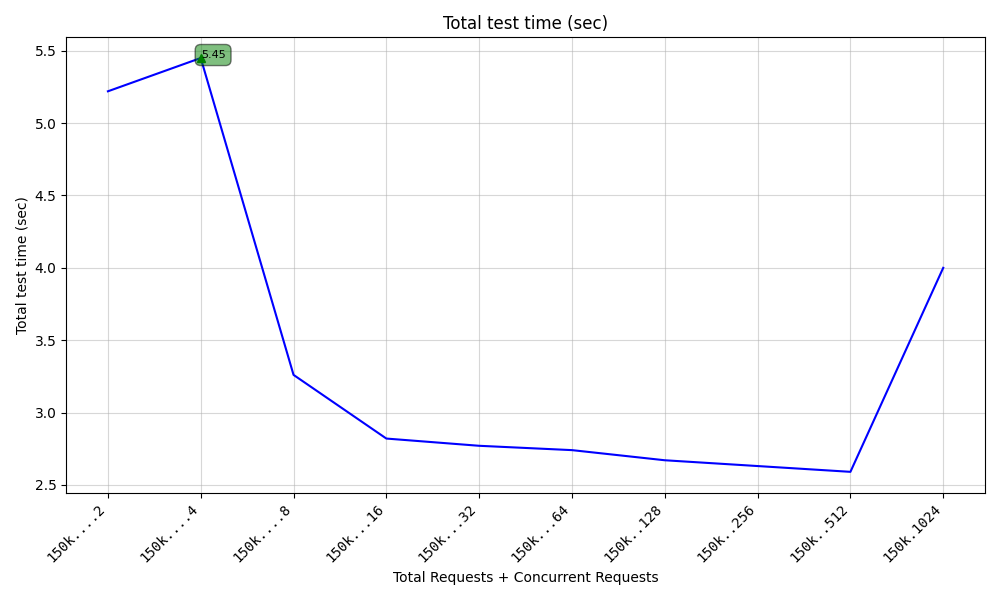 Total test time (sec)
5.45
Total test time (sec)
5.5
5.0
4.5
4.0
3.5
3.0
2.5
150k....2
150k....4
150k....8
150k...16
150k...32
150k...64
150k..128
150k..256
150k..512
150k.1024
Total Requests + Concurrent Requests